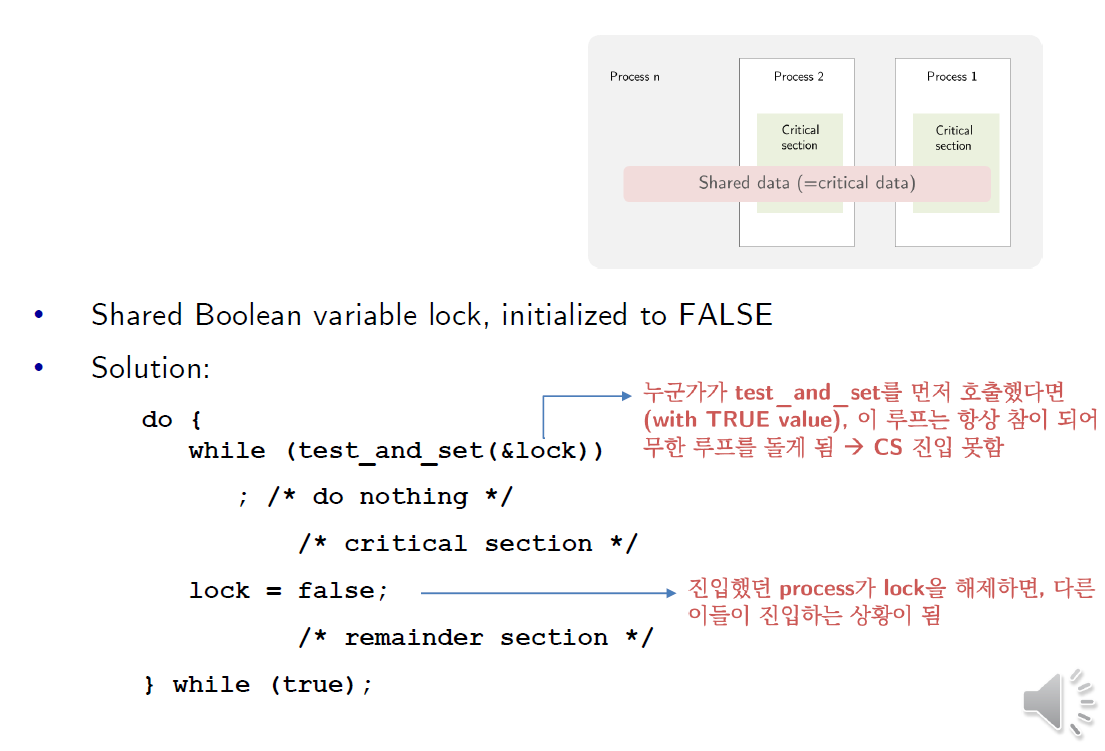 Process n
Process 2
Process 1
Critical
section
Critical
section
Shared data (=critical data)
• Shared Boolean variable lock, initialized to FALSE
• Solution:
do {
while (test_and_set(&lock))
; /* do nothing */
/* critical section */
lock = false;
/* remainder section */
} while (true);
누군가가 test_and_set를 먼저 호출했다면
(with TRUE value), 이 루프는 항상 참이 되어
무한 루프를 돌게 됨 → CS 진입 못함
진입했던 process가 lock을 해제하면, 다른
이들이 진입하는 상황이 됨